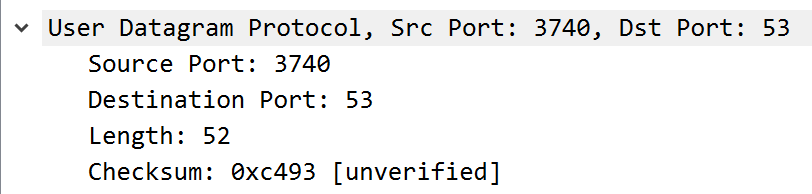 User Datagram Protocol, Src Port: 3740, Dst Port: 53
Source Port: 3740
Destination Port: 53
Length: 52
Checksum: 0xc493 [unverified]